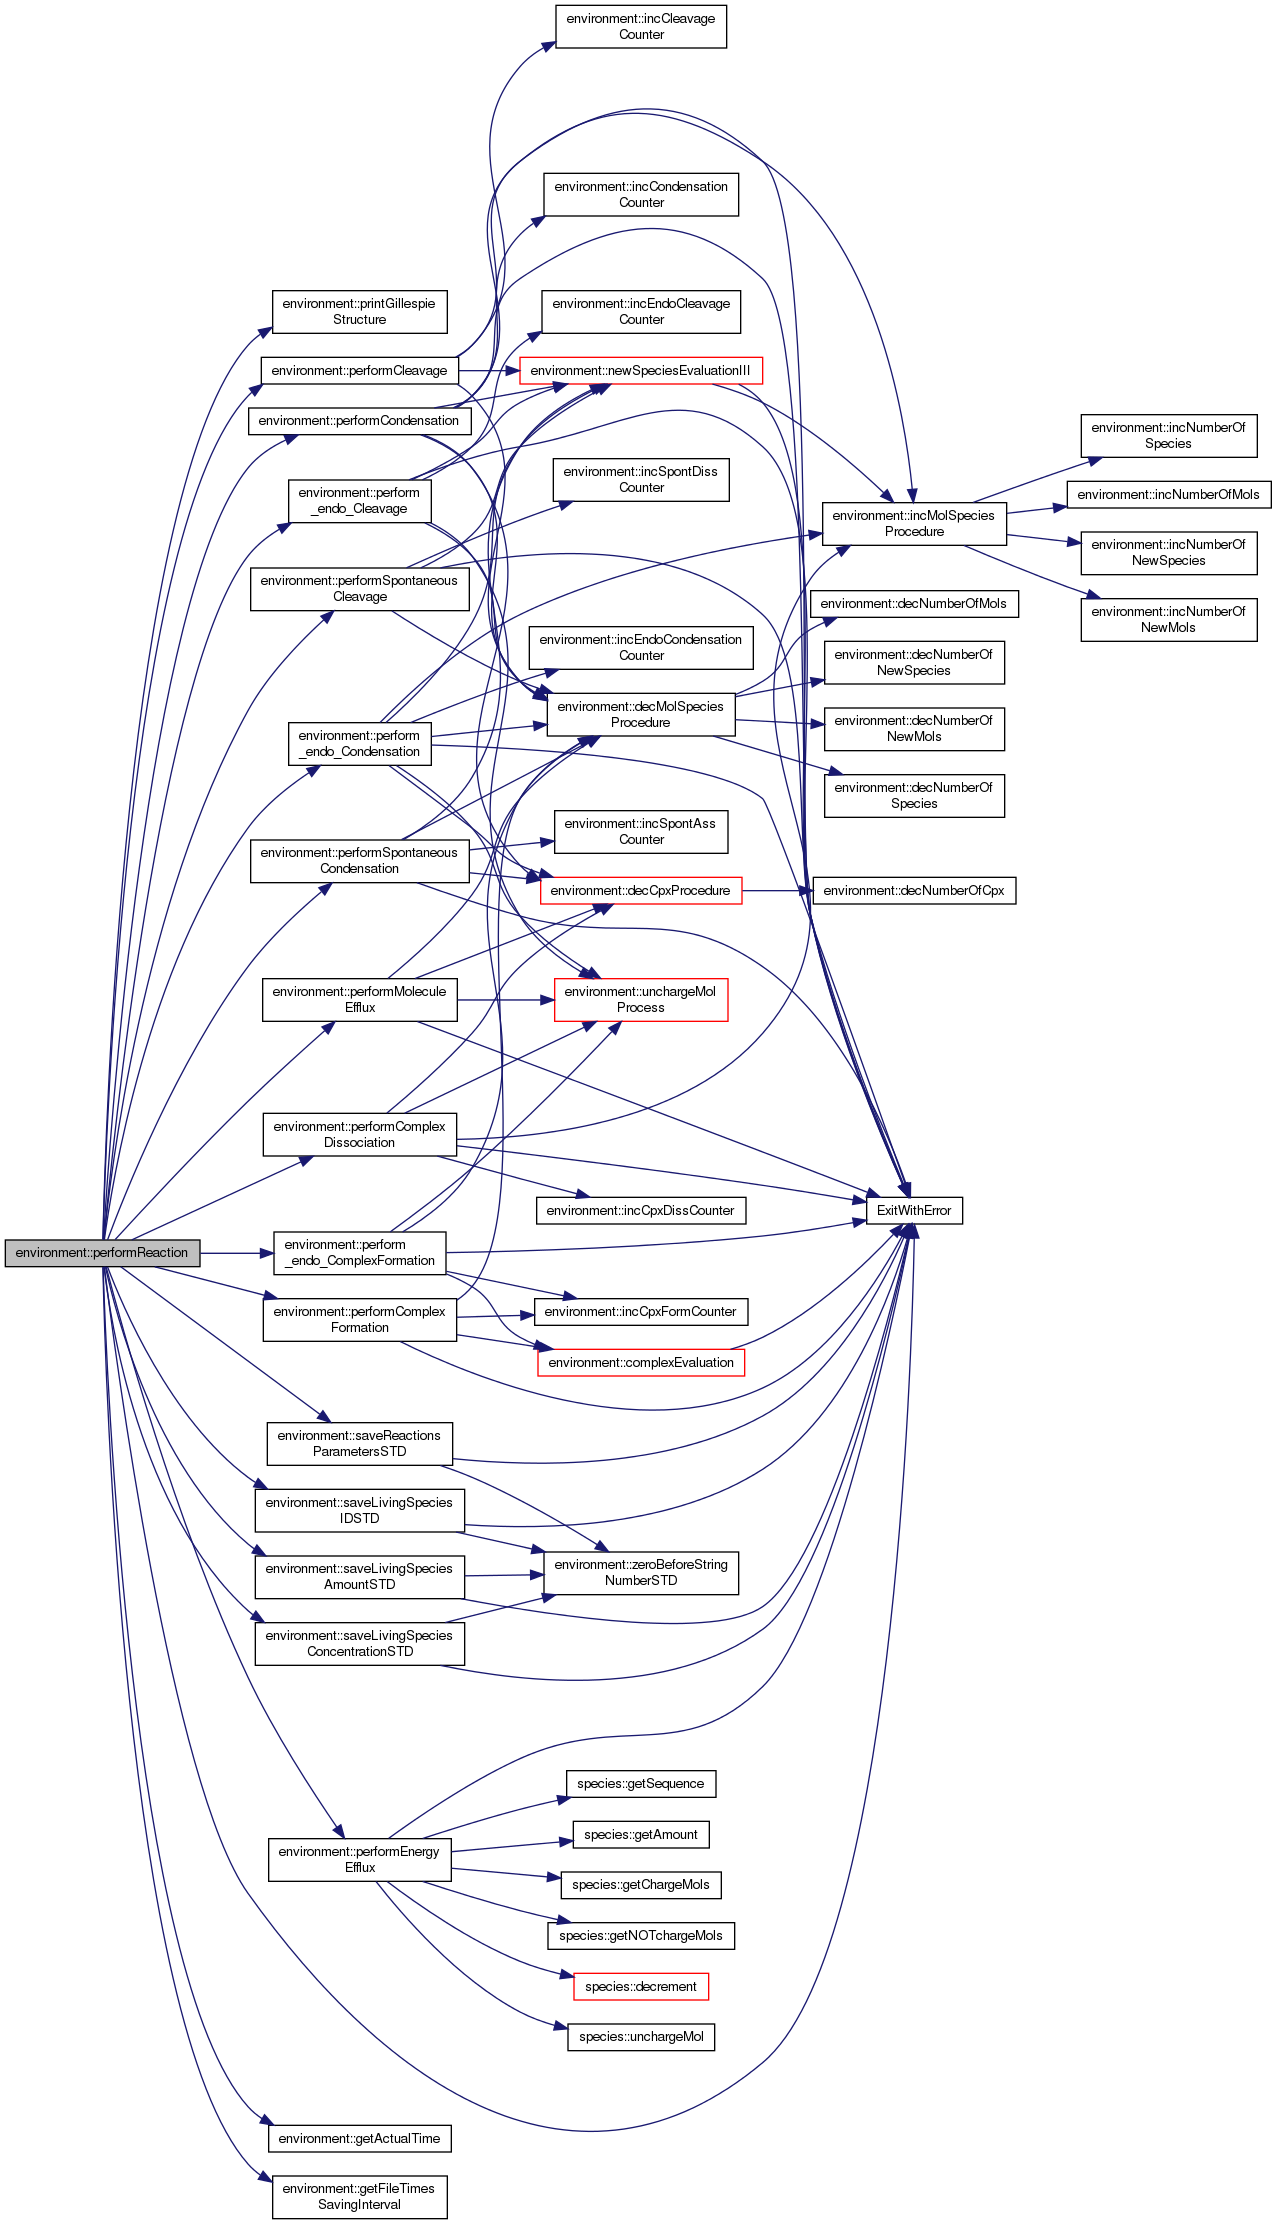 environment::incCleavage
Counter
environment::incCondensation
Counter
environment::printGillespie
Structure
environment::incEndoCleavage
Counter
environment::performCleavage
environment::newSpeciesEvaluationIII
environment::performCondensation
environment::incNumberOf
Species
environment::incSpontDiss
Counter
environment::perform
_endo_Cleavage
environment::incNumberOfMols
environment::incMolSpecies
Procedure
environment::incNumberOf
NewSpecies
environment::performSpontaneous
Cleavage
environment::decNumberOfMols
environment::incNumberOf
NewMols
environment::incEndoCondensation
Counter
environment::decNumberOf
NewSpecies
environment::decMolSpecies
Procedure
environment::perform
_endo_Condensation
environment::decNumberOf
NewMols
environment::decNumberOf
Species
environment::incSpontAss
Counter
environment::performSpontaneous
Condensation
environment::decCpxProcedure
environment::decNumberOfCpx
environment::performMolecule
Efflux
environment::unchargeMol
Process
environment::performComplex
Dissociation
environment::incCpxDissCounter
ExitWithError
environment::performReaction
environment::perform
_endo_ComplexFormation
environment::performComplex
Formation
environment::incCpxFormCounter
environment::complexEvaluation
environment::saveReactions
ParametersSTD
environment::saveLivingSpecies
IDSTD
environment::zeroBeforeString
NumberSTD
environment::saveLivingSpecies
AmountSTD
environment::saveLivingSpecies
ConcentrationSTD
species::getSequence
species::getAmount
environment::performEnergy
Efflux
species::getChargeMols
species::getNOTchargeMols
species::decrement
species::unchargeMol
environment::getActualTime
environment::getFileTimes
SavingInterval